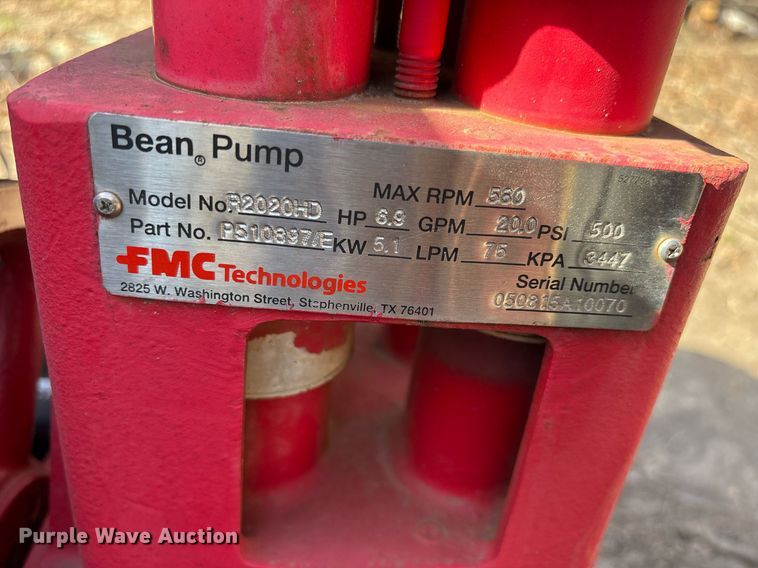 Bean® Pump
MAX RPM 580
Model No. R2020HD HP 6.9 GPM 20.0 PSI 500
Part No. P510397/E KW 5.1 LPM 76 KPA 3447
FMC Technologies
Serial Number
2825 W. Washington Street, Stephenville, TX 76401
050815A10070
Purple Wave Auction